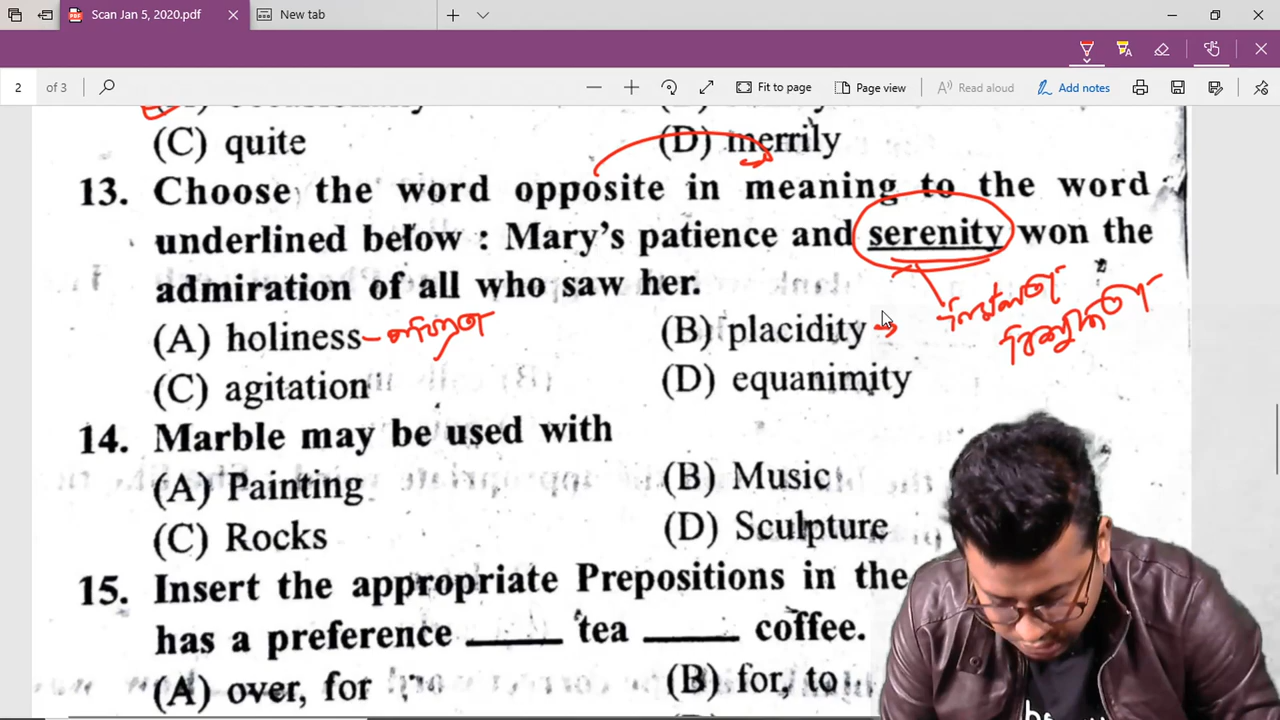 Scan Jan 5, 2020.pdf
New tab
2 of 3
Fit to page
Page view
Read aloud
Add notes
(C) quite
(D) merrily
13. Choose the word opposite in meaning to the word
underlined below : Mary's patience and serenity won the
admiration of all who saw her.
(A) holiness – পবিত্রতা
(B) placidity
(C) agitation
(D) equanimity
14. Marble may be used with
(A) Painting
(B) Music
(C) Rocks
(D) Sculpture
15. Insert the appropriate Prepositions in the
has a preference _____ tea _____ coffee.
(A) over, for
(B) for, to